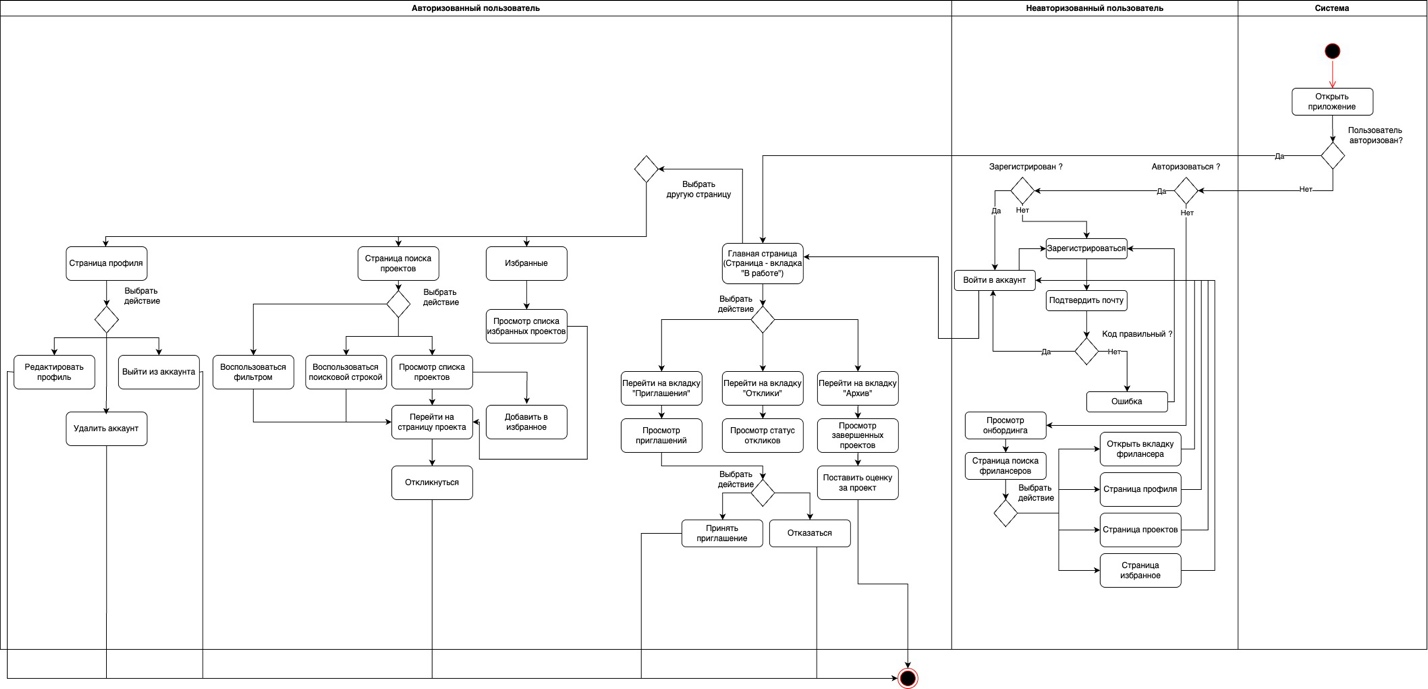 Авторизованный пользователь
Неавторизованный пользователь
Система
Открыть
приложение
Пользователь
авторизован?
Да
Нет
Авторизоваться ?
Да
Нет
Зарегистрирован ?
Да
Нет
Зарегистрироваться
Войти в аккаунт
Подтвердить почту
Код правильный ?
Да
Нет
Ошибка
Просмотр
онбординга
Страница поиска
фрилансеров
Выбрать
действие
Открыть вкладку
фрилансера
Страница профиля
Страница проектов
Страница
избранное
Выбрать
другую страницу
Главная страница
(Страница - вкладка
"В работе")
Выбрать
действие
Перейти на вкладку
"Приглашения"
Перейти на вкладку
"Отклики"
Перейти на вкладку
"Архив"
Просмотр
приглашений
Просмотр статус
откликов
Просмотр
завершенных
проектов
Выбрать
действие
Поставить оценку
за проект
Принять
приглашение
Отказаться
Страница профиля
Выбрать
действие
Редактировать
профиль
Выйти из аккаунта
Удалить аккаунт
Страница поиска
проектов
Выбрать
действие
Воспользоваться
фильтром
Воспользоваться
поисковой строкой
Просмотр списка
проектов
Перейти на
страницу проекта
Добавить в
избранное
Откликнуться
Избранные
Просмотр списка
избранных проектов